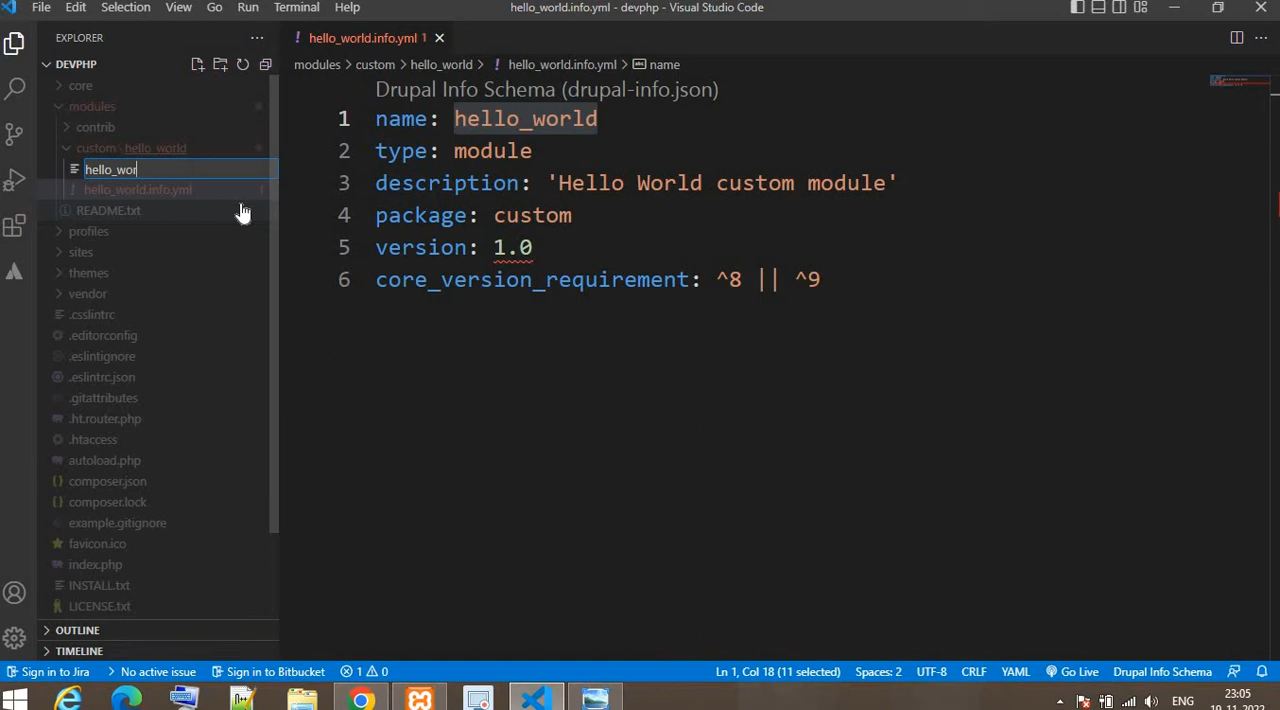 File Edit Selection View Go Run Terminal Help
hello_world.info.yml - devphp - Visual Studio Code
EXPLORER
hello_world.info.yml 1
DEVPHP
modules > custom > hello_world > ! hello_world.info.yml > name
core
modules
contrib
custom \ hello_world
hello_wor
! hello_world.info.yml 1
README.txt
profiles
sites
themes
vendor
.csslintrc
.editorconfig
.eslintignore
.eslintrc.json
.gitattributes
.ht.router.php
.htaccess
autoload.php
composer.json
composer.lock
example.gitignore
favicon.ico
index.php
INSTALL.txt
LICENSE.txt
OUTLINE
TIMELINE
Drupal Info Schema (drupal-info.json)
1 name: hello_world
2 type: module
3 description: 'Hello World custom module'
4 package: custom
5 version: 1.0
6 core_version_requirement: ^8 || ^9
Sign in to Jira No active issue Sign in to Bitbucket 1 0 Ln 1, Col 18 (11 selected) Spaces: 2 UTF-8 CRLF YAML Go Live Drupal Info Schema
ENG
23:05
19-11-2022